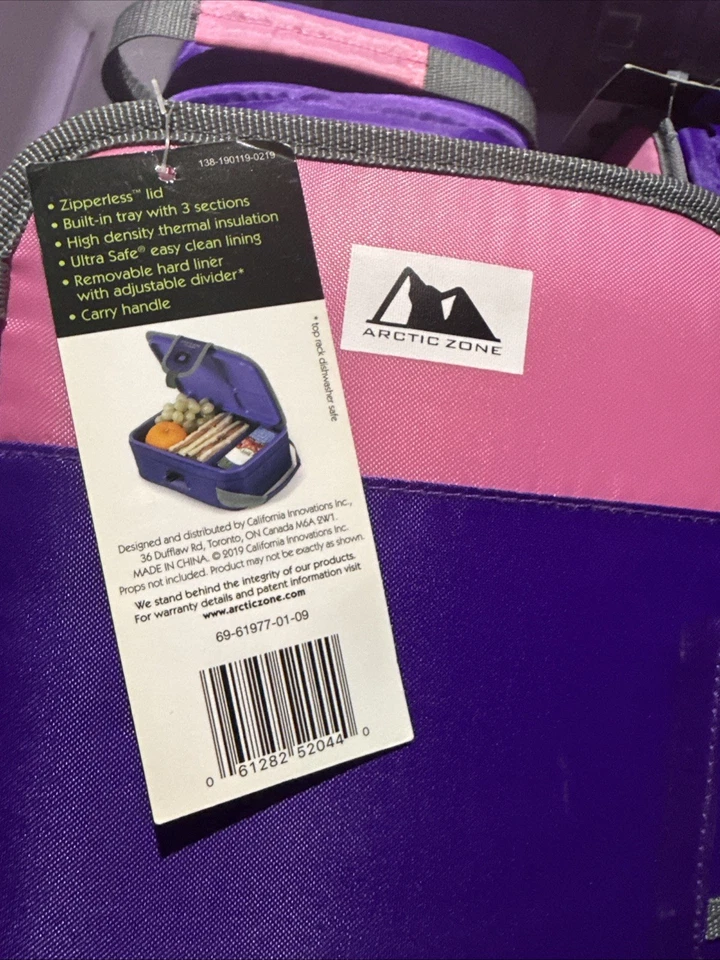 138-190119-0219
• Zipperless™ lid
• Built-in tray with 3 sections
• High density thermal insulation
• Ultra Safe® easy clean lining
• Removable hard liner
with adjustable divider*
• Carry handle
* top rack dishwasher safe
ARCTIC ZONE
Designed and distributed by California Innovations Inc.,
36 Dufflaw Rd, Toronto, ON Canada M6A 2W1.
MADE IN CHINA. © 2019 California Innovations Inc.
Props not included. Product may not be exactly as shown.
We stand behind the integrity of our products.
For warranty details and patent information visit
www.arcticzone.com
69-61977-01-09
0 61282 52044 0